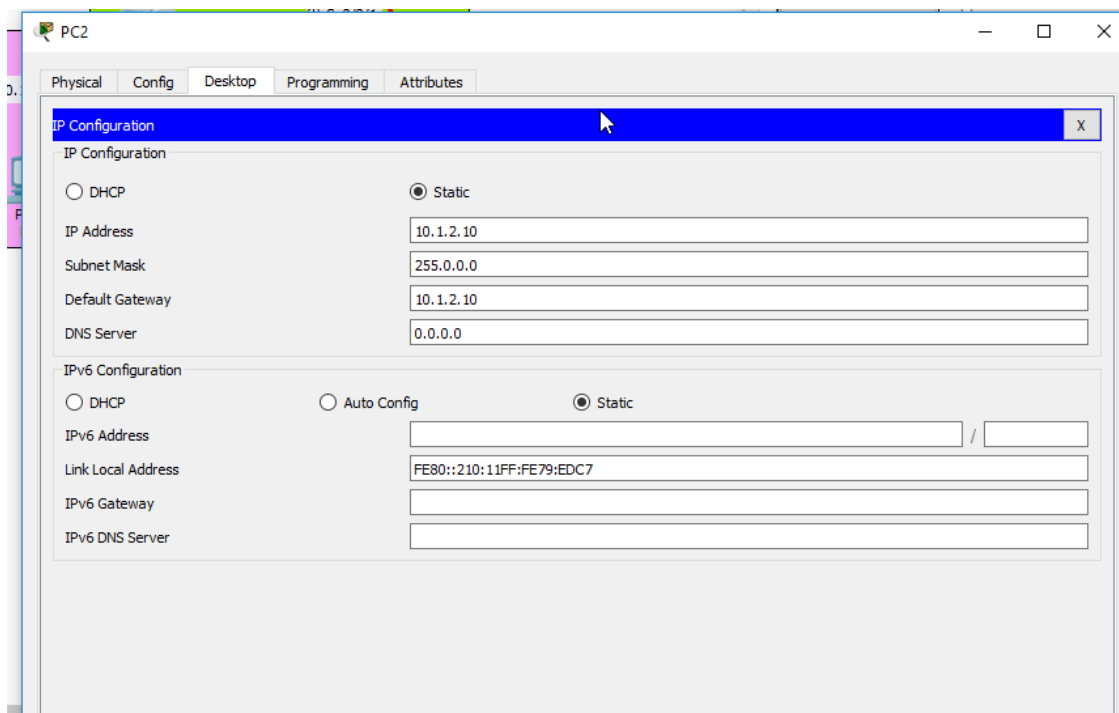 PC2
Physical Config Desktop Programming Attributes
IP Configuration X
IP Configuration
DHCP Static
IP Address 10.1.2.10
Subnet Mask 255.0.0.0
Default Gateway 10.1.2.10
DNS Server 0.0.0.0
IPv6 Configuration
DHCP Auto Config Static
IPv6 Address /
Link Local Address FE80::210:11FF:FE79:EDC7
IPv6 Gateway
IPv6 DNS Server